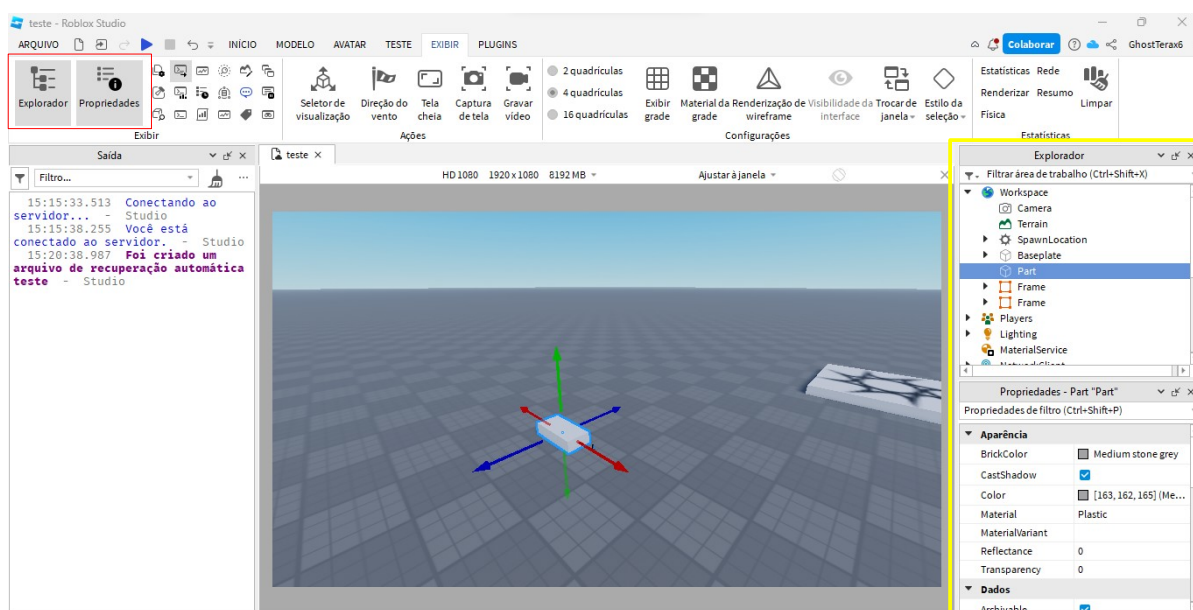 teste - Roblox Studio
ARQUIVO INÍCIO MODELO AVATAR TESTE EXIBIR PLUGINS Colaborar GhostTerax6
Explorador Propriedades
Exibir
Seletor de visualização
Direção do vento
Tela cheia
Captura de tela
Gravar vídeo
Ações
2 quadrículas
4 quadrículas
16 quadrículas
Exibir grade
Material da grade
Renderização de wireframe
Visibilidade da interface
Trocar de janela
Estilo da seleção
Configurações
Estatísticas Rede
Renderizar Resumo
Física
Limpar
Estatísticas
Saída
Filtro...
15:15:33.513 Conectando ao
servidor... - Studio
15:15:38.255 Você está
conectado ao servidor. - Studio
15:20:38.987 Foi criado um
arquivo de recuperação automática
teste - Studio
teste
HD 1080 1920 x 1080 8192 MB Ajustar à janela
Explorador
Filtrar área de trabalho (Ctrl+Shift+X)
Workspace
Camera
Terrain
SpawnLocation
Baseplate
Part
Frame
Frame
Players
Lighting
MaterialService
NetworkClient
Propriedades - Part "Part"
Propriedades de filtro (Ctrl+Shift+P)
Aparência
BrickColor Medium stone grey
CastShadow
Color [163, 162, 165] (Me...
Material Plastic
MaterialVariant
Reflectance 0
Transparency 0
Dados
Archivable